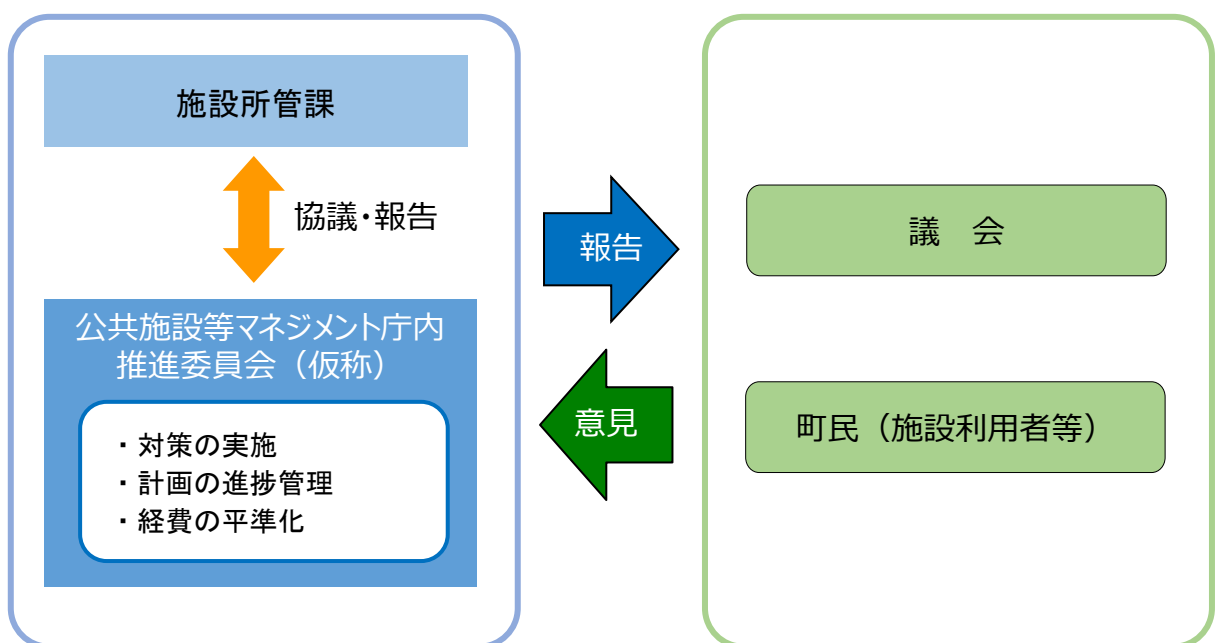 施設所管課
協議・報告
公共施設等マネジメント庁内
推進委員会（仮称）
・対策の実施
・計画の進捗管理
・経費の平準化
報告
意見
議　会
町民（施設利用者等）